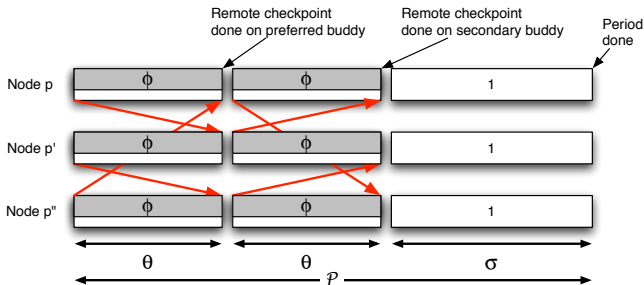 Remote checkpoint
done on preferred buddy
Remote checkpoint
done on secondary buddy
Period
done
Node p
ϕ
ϕ
1
Node p'
ϕ
ϕ
1
Node p"
ϕ
ϕ
1
θ
θ
σ
𝒫